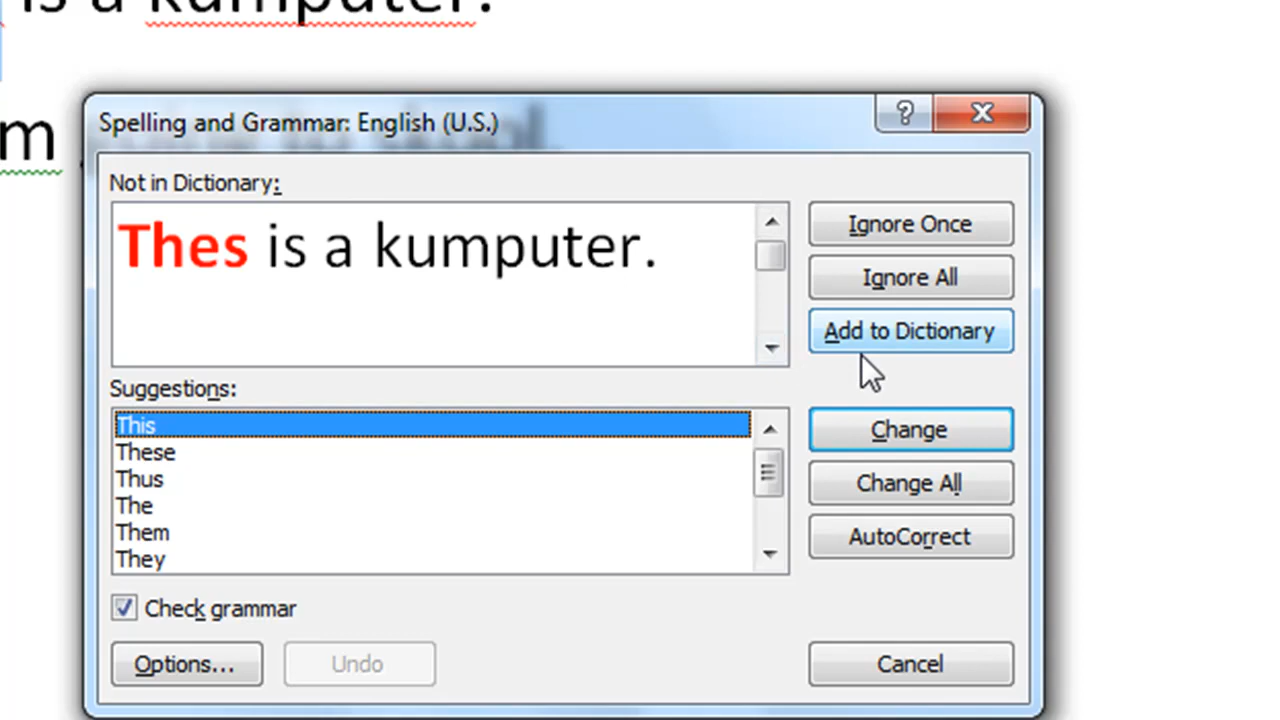 is a kumputer.
m
Spelling and Grammar: English (U.S.)
Not in Dictionary:
Thes is a kumputer.
Ignore Once
Ignore All
Add to Dictionary
Suggestions:
This
These
Thus
The
Them
They
Change
Change All
AutoCorrect
Check grammar
Options...
Undo
Cancel